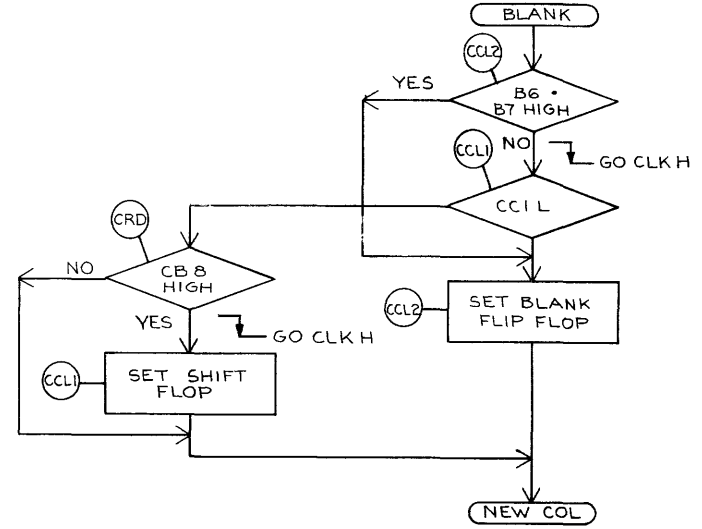 BLANK
CCL2
YES
B6 •
B7 HIGH
NO
GO CLK H
CCL1
CC1 L
CRD
NO
CB 8
HIGH
YES
GO CLK H
CCL2
SET BLANK
FLIP FLOP
CCL1
SET SHIFT
FLOP
NEW COL